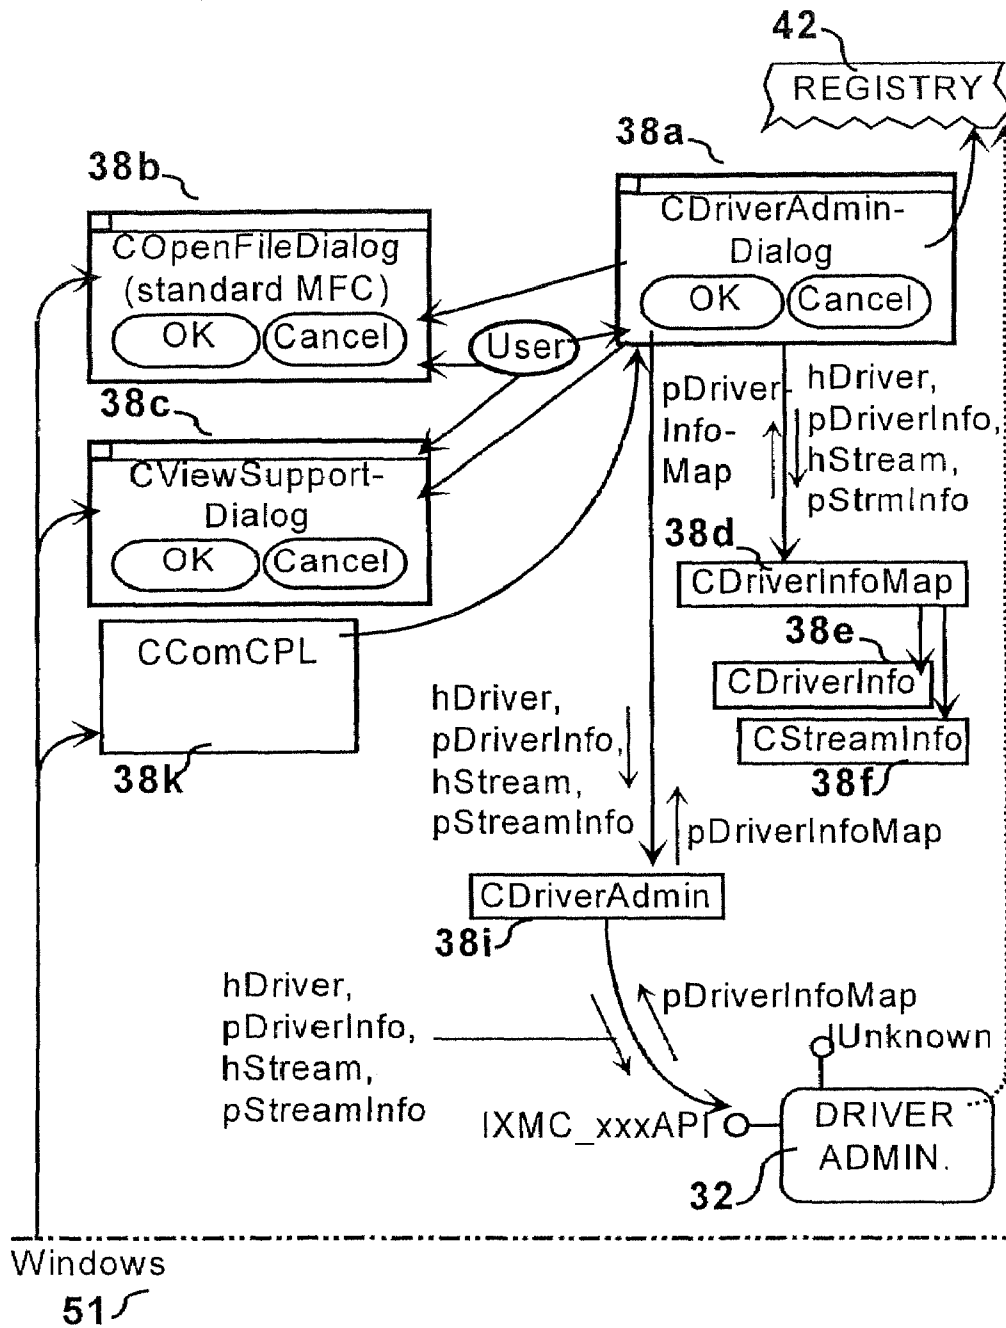 42
REGISTRY
38a
CDriverAdmin-
Dialog
OK
Cancel
38b
COpenFileDialog
(standard MFC)
OK
Cancel
User
38c
CViewSupport-
Dialog
OK
Cancel
pDriver-
Info-
Map
hDriver,
pDriverInfo,
hStream,
pStrmInfo
38d
CDriverInfoMap
38e
CDriverInfo
CStreamInfo
38f
CComCPL
38k
hDriver,
pDriverInfo,
hStream,
pStreamInfo
pDriverInfoMap
CDriverAdmin
38i
hDriver,
pDriverInfo,
hStream,
pStreamInfo
pDriverInfoMap
IUnknown
IXMC_xxxAPI
DRIVER
ADMIN.
32
Windows
51